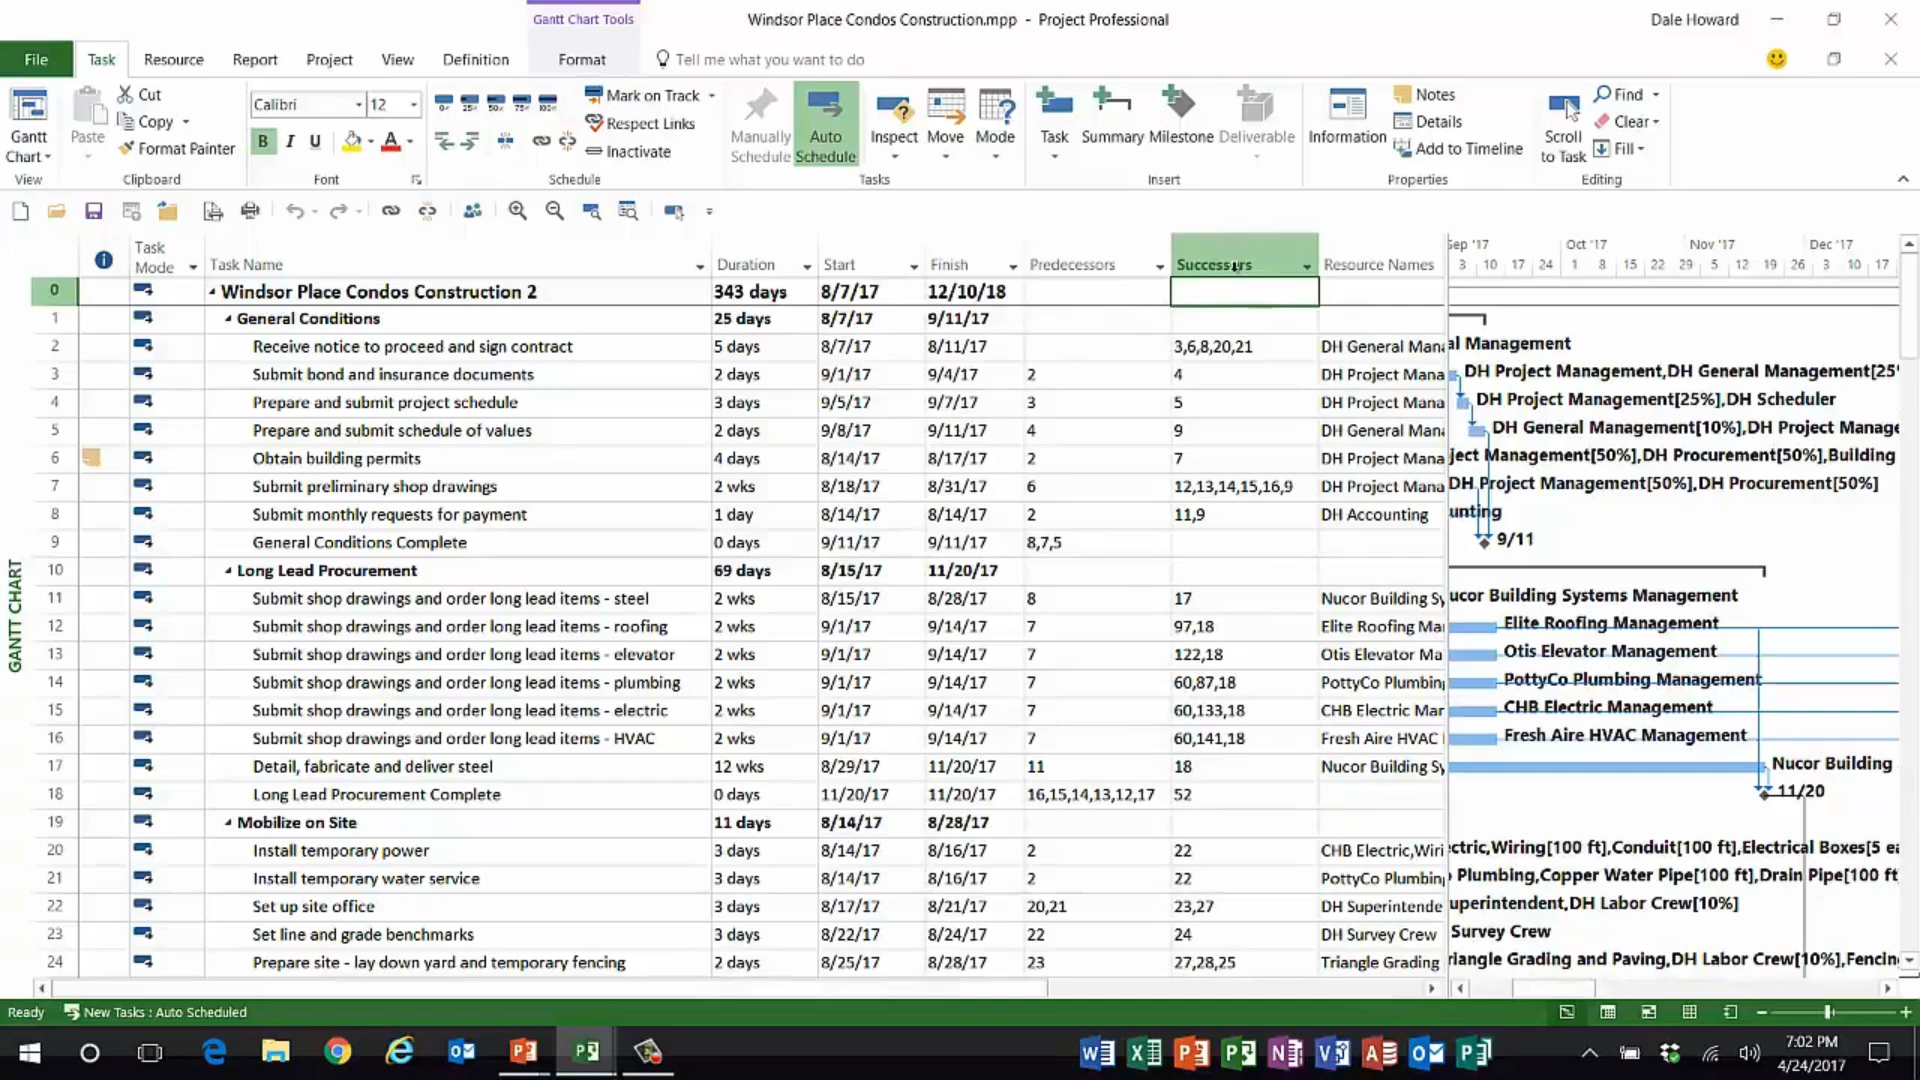 Gantt Chart Tools
Windsor Place Condos Construction.mpp - Project Professional
Dale Howard
File Task Resource Report Project View Definition Format Tell me what you want to do
Gantt Chart
View
Paste
Cut
Copy
Format Painter
Clipboard
Calibri 12
B I U A
Font
0% 25% 50% 75% 100%
Mark on Track
Respect Links
Inactivate
Schedule
Manually Schedule
Auto Schedule
Inspect
Move
Mode
Tasks
Task
Summary
Milestone
Deliverable
Insert
Information
Notes
Details
Add to Timeline
Properties
Scroll to Task
Find
Clear
Fill
Editing
Task Mode Task Name Duration Start Finish Predecessors Successors Resource Names
Sep '17 Oct '17 Nov '17 Dec '17
3 10 17 24 1 8 15 22 29 5 12 19 26 3 10 17
GANTT CHART
0 Windsor Place Condos Construction 2 343 days 8/7/17 12/10/18
1 General Conditions 25 days 8/7/17 9/11/17
2 Receive notice to proceed and sign contract 5 days 8/7/17 8/11/17 3,6,8,20,21 DH General Mana al Management
3 Submit bond and insurance documents 2 days 9/1/17 9/4/17 2 4 DH Project Mana DH Project Management,DH General Management[25%
4 Prepare and submit project schedule 3 days 9/5/17 9/7/17 3 5 DH Project Mana DH Project Management[25%],DH Scheduler
5 Prepare and submit schedule of values 2 days 9/8/17 9/11/17 4 9 DH General Mana DH General Management[10%],DH Project Manage
6 Obtain building permits 4 days 8/14/17 8/17/17 2 7 DH Project Mana ject Management[50%],DH Procurement[50%],Building
7 Submit preliminary shop drawings 2 wks 8/18/17 8/31/17 6 12,13,14,15,16,9 DH Project Mana DH Project Management[50%],DH Procurement[50%]
8 Submit monthly requests for payment 1 day 8/14/17 8/14/17 2 11,9 DH Accounting unting
9 General Conditions Complete 0 days 9/11/17 9/11/17 8,7,5 9/11
10 Long Lead Procurement 69 days 8/15/17 11/20/17
11 Submit shop drawings and order long lead items - steel 2 wks 8/15/17 8/28/17 8 17 Nucor Building Sy ucor Building Systems Management
12 Submit shop drawings and order long lead items - roofing 2 wks 9/1/17 9/14/17 7 97,18 Elite Roofing Ma Elite Roofing Management
13 Submit shop drawings and order long lead items - elevator 2 wks 9/1/17 9/14/17 7 122,18 Otis Elevator Ma Otis Elevator Management
14 Submit shop drawings and order long lead items - plumbing 2 wks 9/1/17 9/14/17 7 60,87,18 PottyCo Plumbing PottyCo Plumbing Management
15 Submit shop drawings and order long lead items - electric 2 wks 9/1/17 9/14/17 7 60,133,18 CHB Electric Mar CHB Electric Management
16 Submit shop drawings and order long lead items - HVAC 2 wks 9/1/17 9/14/17 7 60,141,18 Fresh Aire HVAC Fresh Aire HVAC Management
17 Detail, fabricate and deliver steel 12 wks 8/29/17 11/20/17 11 18 Nucor Building Sy Nucor Building
18 Long Lead Procurement Complete 0 days 11/20/17 11/20/17 16,15,14,13,12,17 52 11/20
19 Mobilize on Site 11 days 8/14/17 8/28/17
20 Install temporary power 3 days 8/14/17 8/16/17 2 22 CHB Electric,Wiri ectric,Wiring[100 ft],Conduit[100 ft],Electrical Boxes[5 ea
21 Install temporary water service 3 days 8/14/17 8/16/17 2 22 PottyCo Plumbing Plumbing,Copper Water Pipe[100 ft],Drain Pipe[100 ft
22 Set up site office 3 days 8/17/17 8/21/17 20,21 23,27 DH Superintende uperintendent,DH Labor Crew[10%]
23 Set line and grade benchmarks 3 days 8/22/17 8/24/17 22 24 DH Survey Crew Survey Crew
24 Prepare site - lay down yard and temporary fencing 2 days 8/25/17 8/28/17 23 27,28,25 Triangle Grading riangle Grading and Paving,DH Labor Crew[10%],Fencin
Ready New Tasks : Auto Scheduled
7:02 PM
4/24/2017